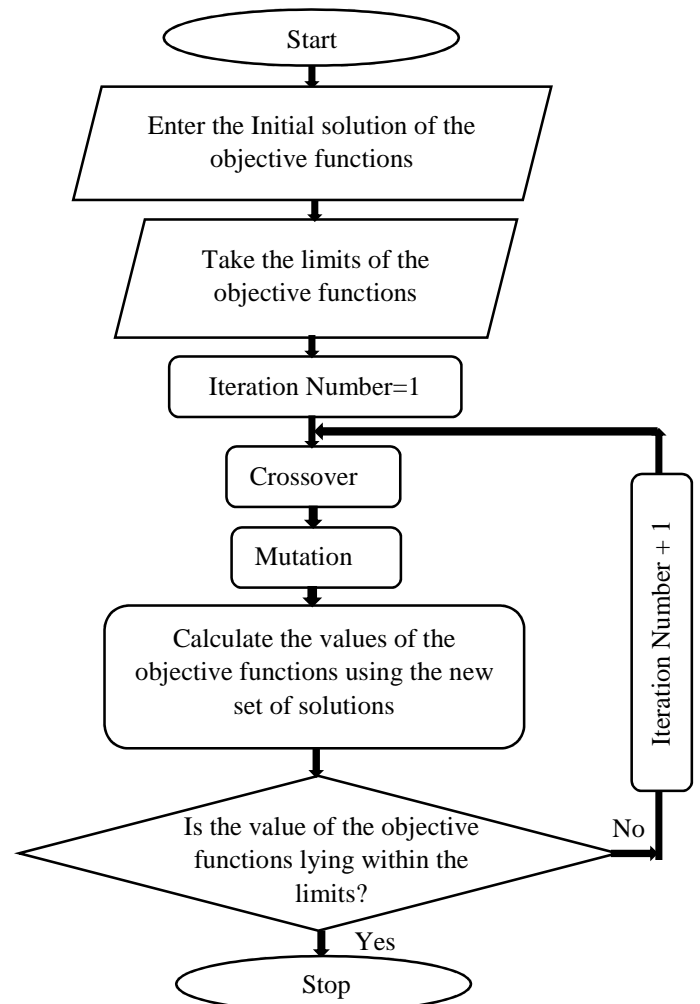 Start
Enter the Initial solution of the
objective functions
Take the limits of the
objective functions
Iteration Number=1
Crossover
Mutation
Calculate the values of the
objective functions using the new
set of solutions
Iteration Number + 1
Is the value of the objective
functions lying within the
limits?
No
Yes
Stop